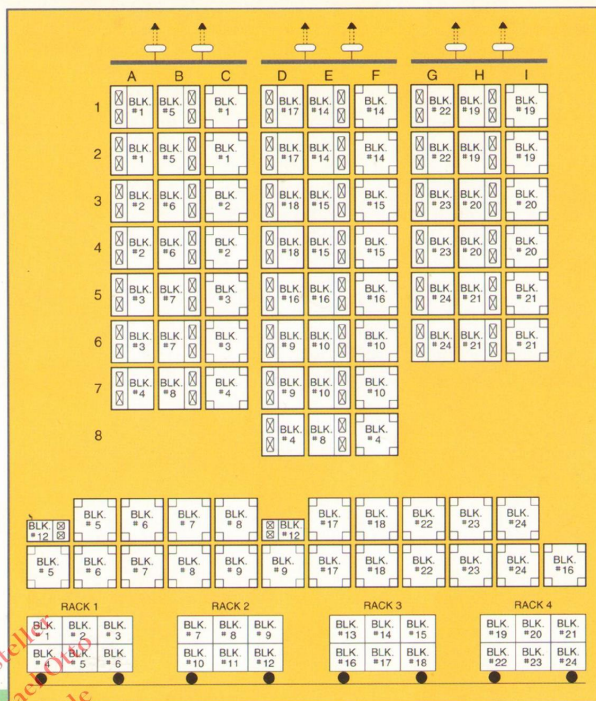 A B C D E F G H I
1 BLK. #1 BLK. #5 BLK. #1 BLK. #17 BLK. #14 BLK. #14 BLK. #22 BLK. #19 BLK. #19
2 BLK. #1 BLK. #5 BLK. #1 BLK. #17 BLK. #14 BLK. #14 BLK. #22 BLK. #19 BLK. #19
3 BLK. #2 BLK. #6 BLK. #2 BLK. #18 BLK. #15 BLK. #15 BLK. #23 BLK. #20 BLK. #20
4 BLK. #2 BLK. #6 BLK. #2 BLK. #18 BLK. #15 BLK. #15 BLK. #23 BLK. #20 BLK. #20
5 BLK. #3 BLK. #7 BLK. #3 BLK. #16 BLK. #16 BLK. #16 BLK. #24 BLK. #21 BLK. #21
6 BLK. #3 BLK. #7 BLK. #3 BLK. #9 BLK. #10 BLK. #10 BLK. #24 BLK. #21 BLK. #21
7 BLK. #4 BLK. #8 BLK. #4 BLK. #9 BLK. #10 BLK. #10
8 BLK. #4 BLK. #8 BLK. #4
BLK. #12 BLK. #5 BLK. #6 BLK. #7 BLK. #8 BLK. #12 BLK. #17 BLK. #18 BLK. #22 BLK. #23 BLK. #24
BLK. #5 BLK. #6 BLK. #7 BLK. #8 BLK. #9 BLK. #9 BLK. #17 BLK. #18 BLK. #22 BLK. #23 BLK. #24 BLK. #16
RACK 1 RACK 2 RACK 3 RACK 4
BLK. #1 BLK. #2 BLK. #3 BLK. #7 BLK. #8 BLK. #9 BLK. #13 BLK. #14 BLK. #15 BLK. #19 BLK. #20 BLK. #21
BLK. #4 BLK. #5 BLK. #6 BLK. #10 BLK. #11 BLK. #12 BLK. #16 BLK. #17 BLK. #18 BLK. #22 BLK. #23 BLK. #24
Otto